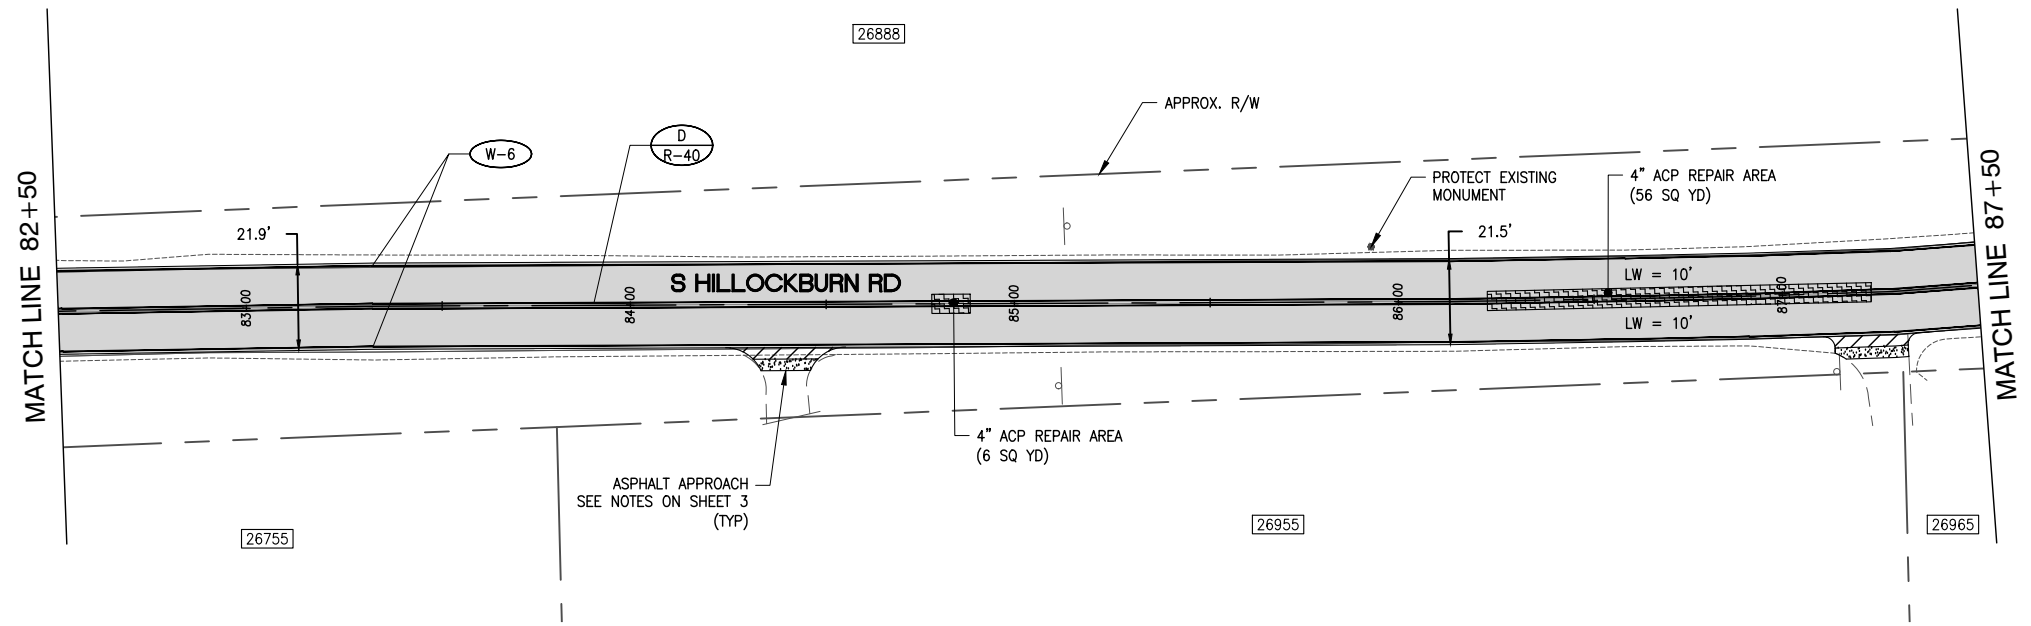 26888
APPROX. R/W
D
R-40
W-6
PROTECT EXISTING
MONUMENT
4" ACP REPAIR AREA
(56 SQ YD)
MATCH LINE 82+50
MATCH LINE 87+50
21.9'
21.5'
S HILLOCKBURN RD
LW = 10'
LW = 10'
83+00
84+00
85+00
86+00
87+00
4" ACP REPAIR AREA
(6 SQ YD)
ASPHALT APPROACH
SEE NOTES ON SHEET 3
(TYP)
26755
26955
26965